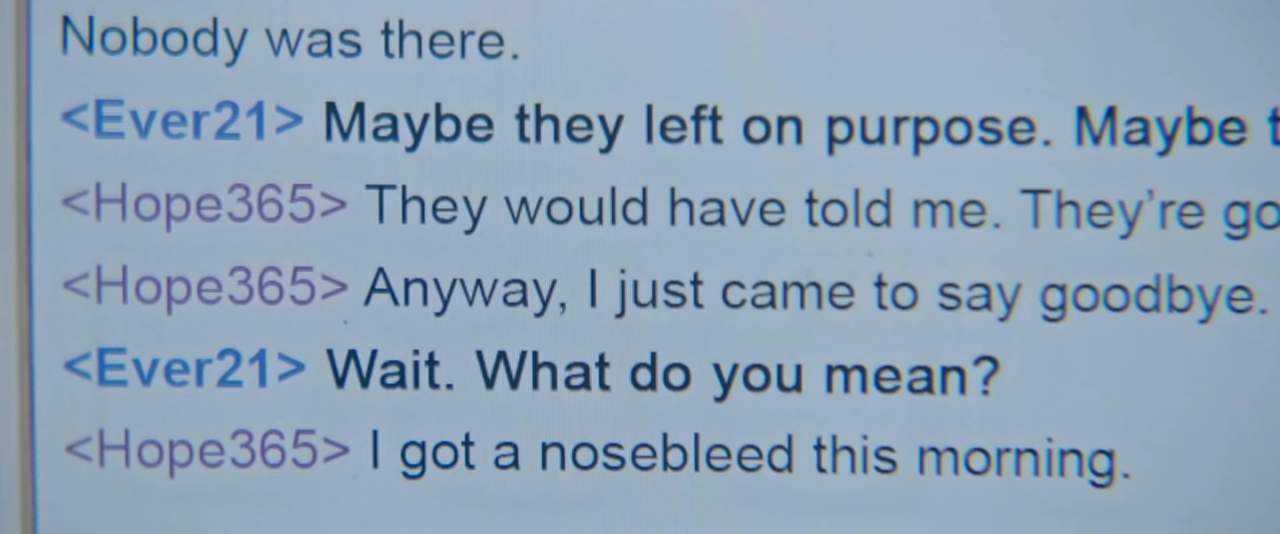 Nobody was there.
<Ever21> Maybe they left on purpose. Maybe
<Hope365> They would have told me. They're
<Hope365> Anyway, I just came to say goodbye.
<Ever21> Wait. What do you mean?
<Hope365> I got a nosebleed this morning.